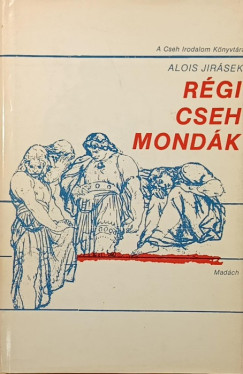 A Cseh Irodalom Könyvtára
ALOIS JIRÁSEK
RÉGI
CSEH
MONDÁK
Madách